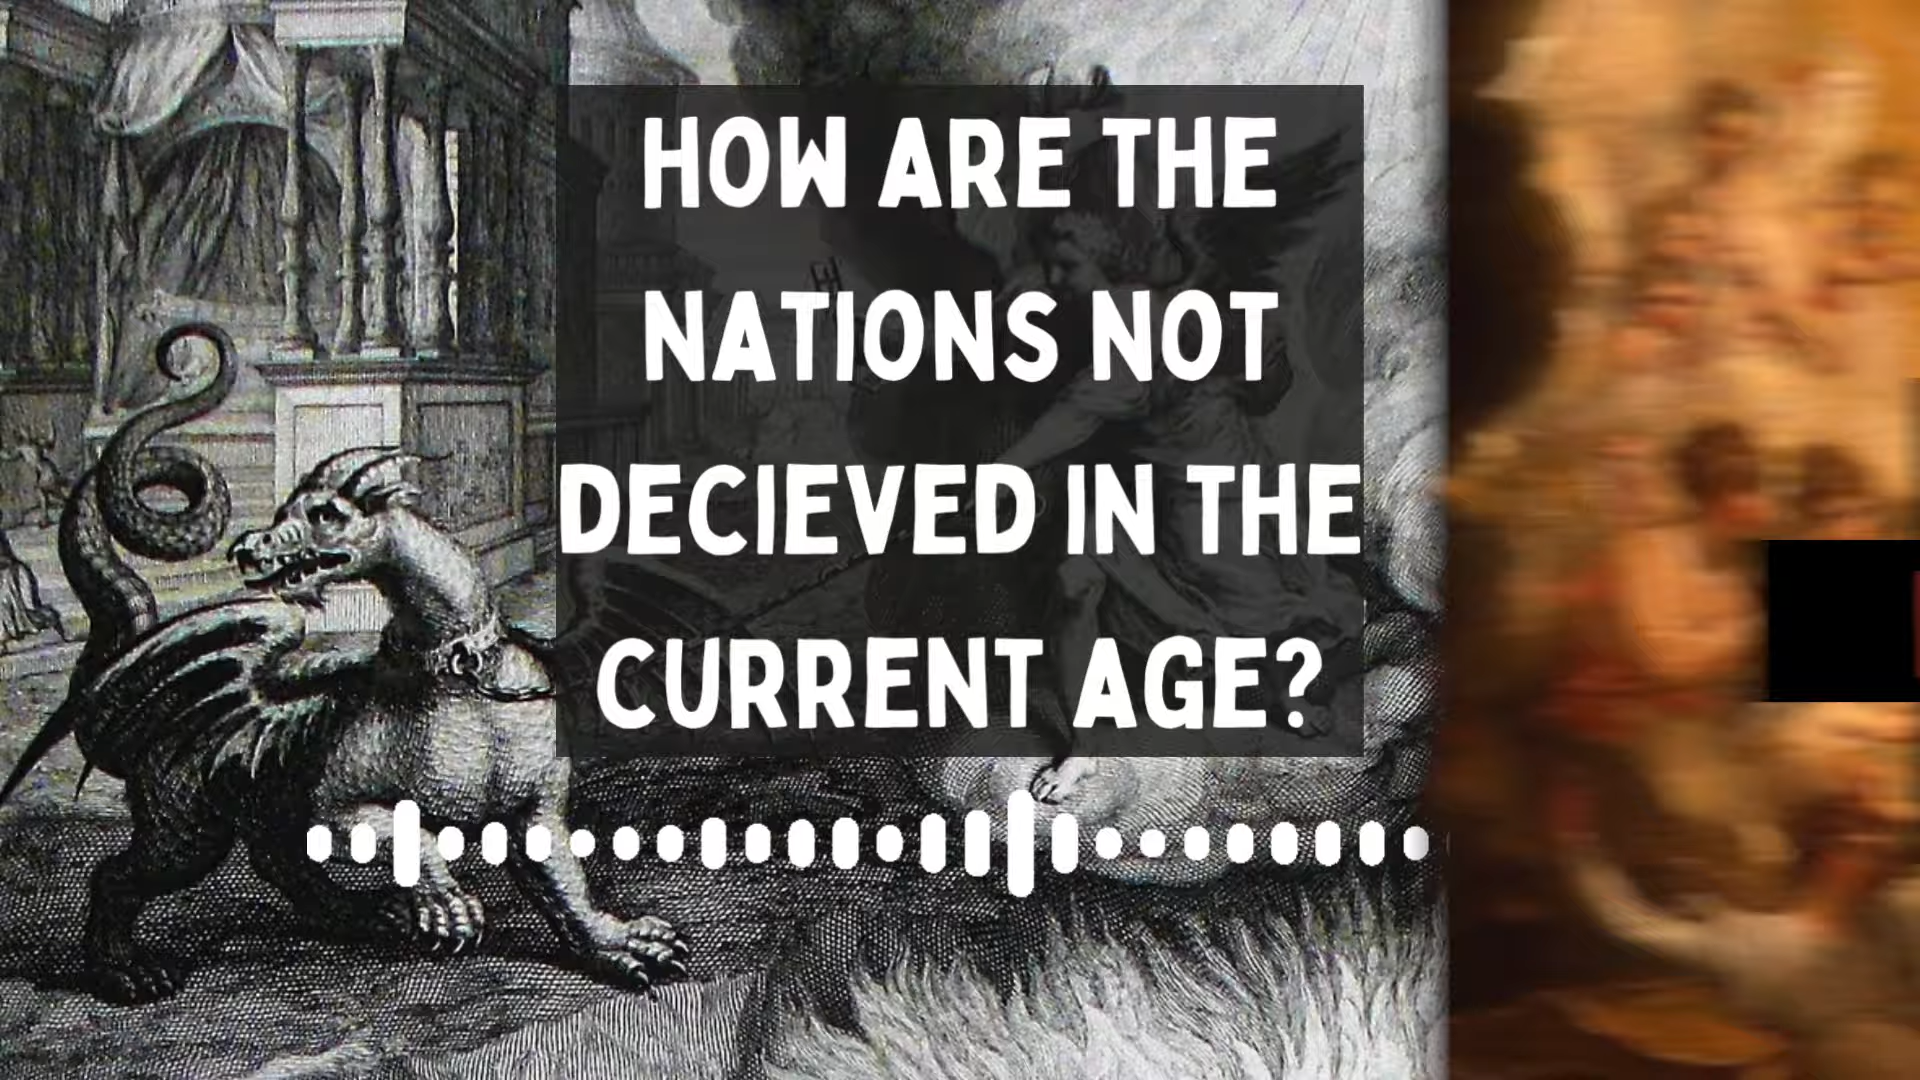 HOW ARE THE
NATIONS NOT
DECIEVED IN THE
CURRENT AGE?